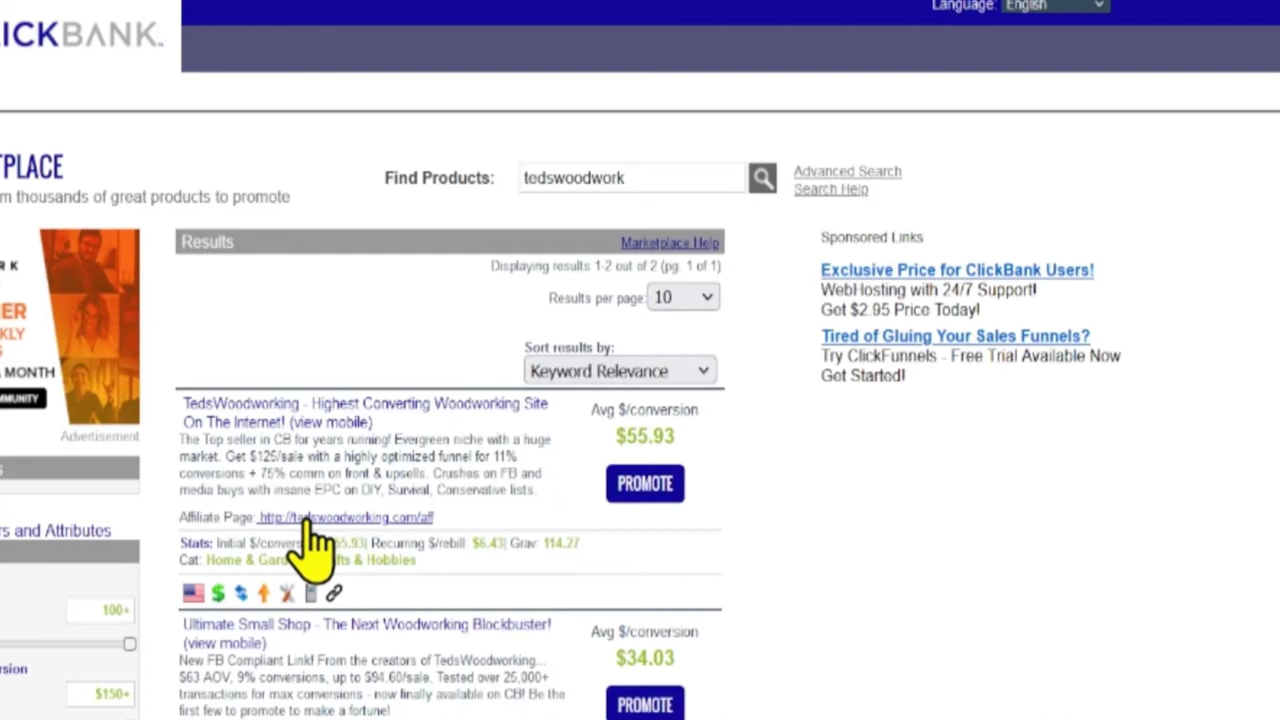 ICKBANK
Language: English
TPLACE
m thousands of great products to promote
Find Products: tedswoodwork
Advanced Search
Search Help
R K
ER
KLY
S
A MONTH
MMUNITY
Advertisement
s
rs and Attributes
100+
rsion
$150+
Results Marketplace Help
Displaying results 1-2 out of 2 (pg. 1 of 1)
Results per page: 10
Sort results by:
Keyword Relevance
TedsWoodworking - Highest Converting Woodworking Site
On The Internet! (view mobile)
The Top seller in CB for years running! Evergreen niche with a huge
market. Get $125/sale with a highly optimized funnel for 11%
conversions + 75% comm on front & upsells. Crushes on FB and
media buys with insane EPC on DIY, Survival, Conservative lists.
Avg $/conversion
$55.93
PROMOTE
Affiliate Page: http://tedswoodworking.com/aff
Stats: Initial $/conver 55.93| Recurring $/rebill $6.43| Grav: 114.27
Cat: Home & Gard fts & Hobbies
Ultimate Small Shop - The Next Woodworking Blockbuster!
(view mobile)
New FB Compliant Link! From the creators of TedsWoodworking...
$63 AOV, 9% conversions, up to $94.60/sale. Tested over 25,000+
transactions for max conversions - now finally available on CB! Be the
first few to promote to make a fortune!
Avg $/conversion
$34.03
PROMOTE
Sponsored Links
Exclusive Price for ClickBank Users!
WebHosting with 24/7 Support!
Get $2.95 Price Today!
Tired of Gluing Your Sales Funnels?
Try ClickFunnels - Free Trial Available Now
Get Started!